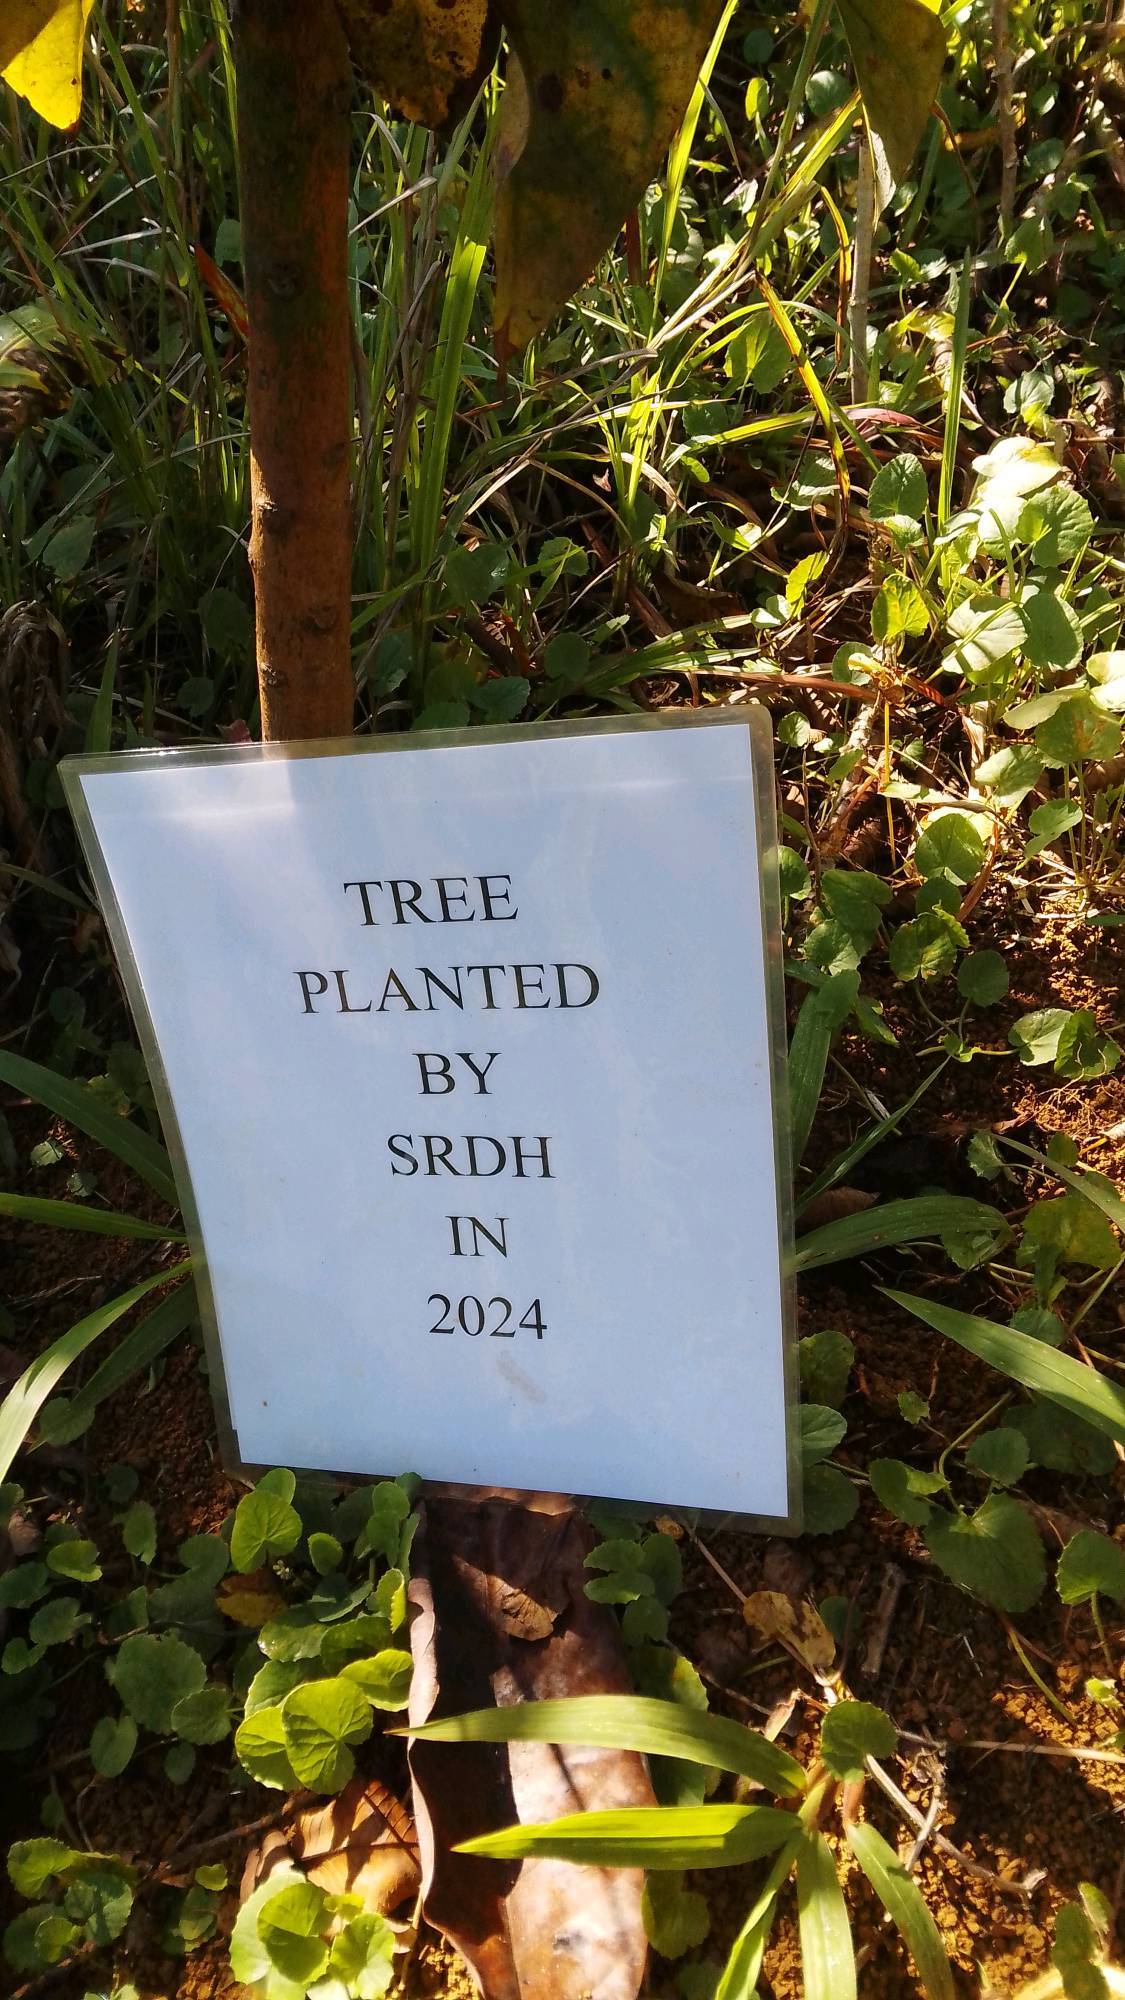 TREE
PLANTED
BY
SRDH
IN
2024